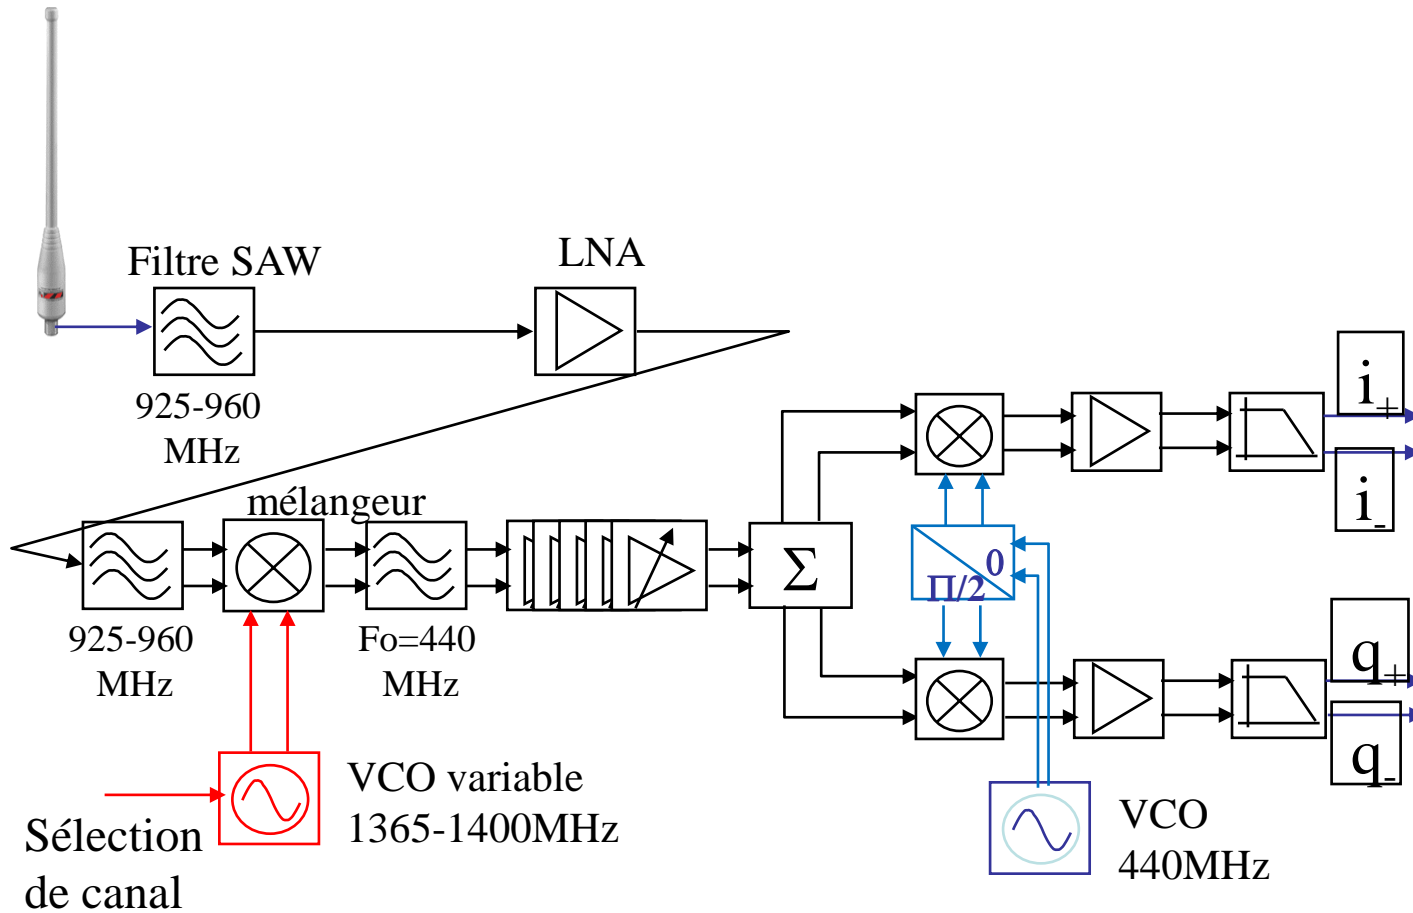 Filtre SAW
LNA
925-960
MHz
i+
i-
mélangeur
Σ
0
Π/2
925-960
MHz
Fo=440
MHz
q+
q-
VCO variable
1365-1400MHz
Sélection
de canal
VCO
440MHz